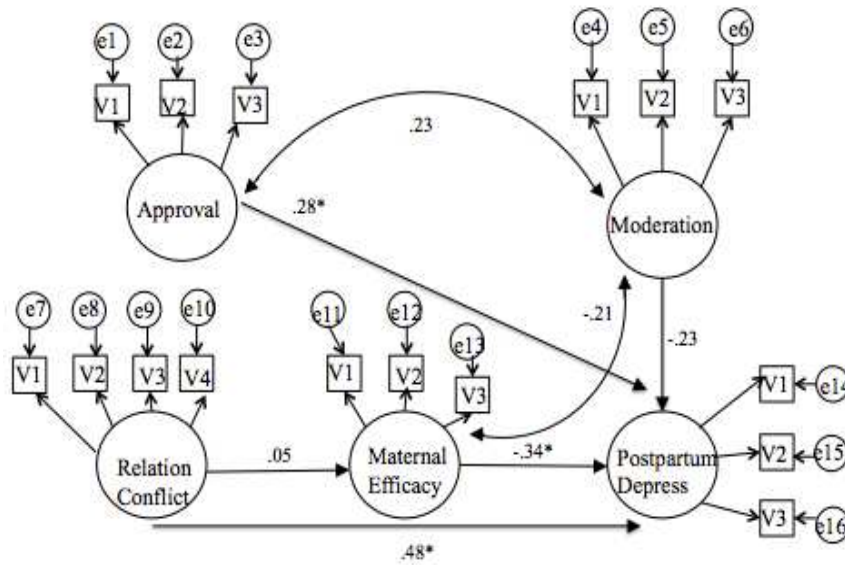 e1
e2
e3
V1
V2
V3
Approval
e4
e5
e6
V1
V2
V3
Moderation
.23
.28*
-.21
-.23
e7
e8
e9
e10
V1
V2
V3
V4
Relation
Conflict
.05
e11
e12
e13
V1
V2
V3
Maternal
Efficacy
-.34*
Postpartum
Depress
V1
e14
V2
e15
V3
e16
.48*